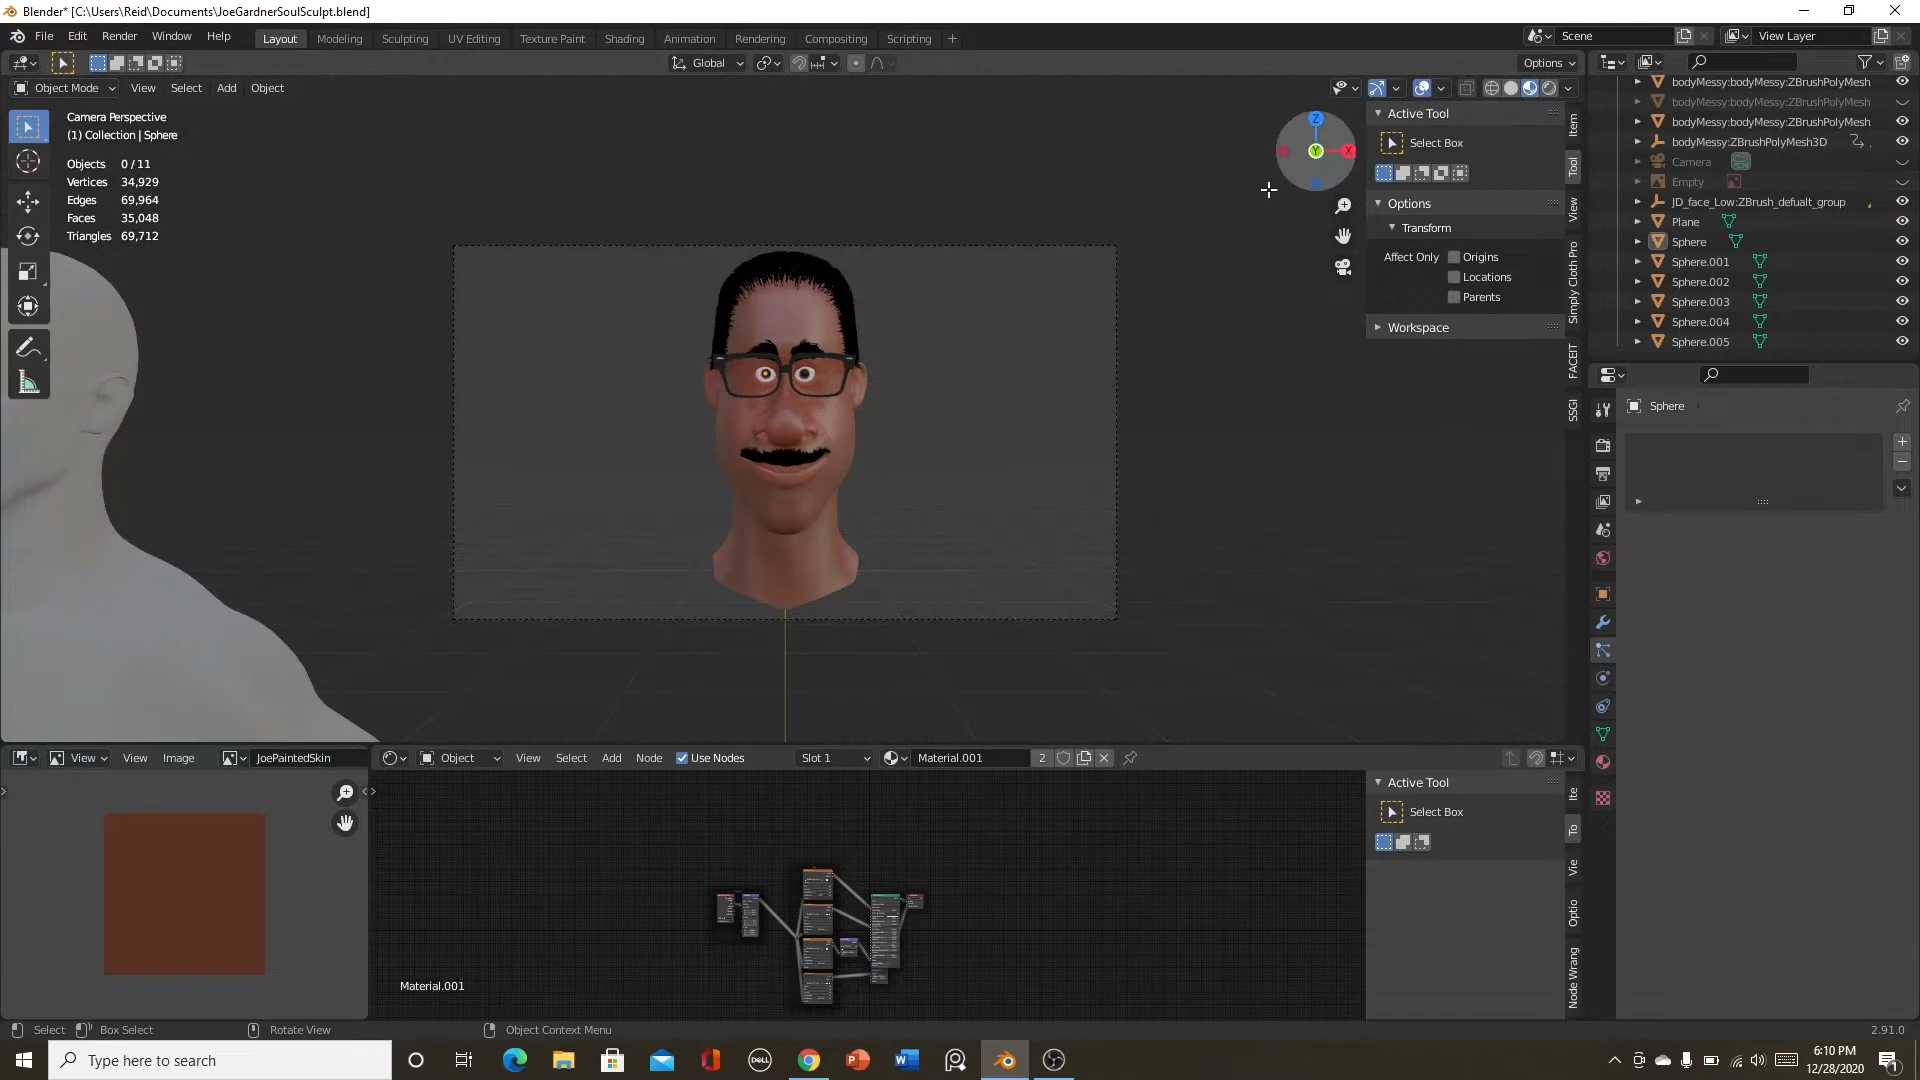 Blender* [C:\Users\Reid\Documents\JoeGardnerSoulSculpt.blend]
File Edit Render Window Help
Layout Modeling Sculpting UV Editing Texture Paint Shading Animation Rendering Compositing Scripting +
Scene
View Layer
Global
Options
Object Mode View Select Add Object
Camera Perspective
(1) Collection | Sphere
Objects 0 / 11
Vertices 34,929
Edges 69,964
Faces 35,048
Triangles 69,712
Z
Y
X
Active Tool
Select Box
Options
Transform
Affect Only Origins
Locations
Parents
Workspace
Item
Tool
View
Simply Cloth Pro
FACEIT
SSGI
bodyMessy:bodyMessy:ZBrushPolyMesh
bodyMessy:bodyMessy:ZBrushPolyMesh
bodyMessy:bodyMessy:ZBrushPolyMesh
bodyMessy:ZBrushPolyMesh3D
Camera
Empty
JD_face_Low:ZBrush_defualt_group
Plane
Sphere
Sphere.001
Sphere.002
Sphere.003
Sphere.004
Sphere.005
Sphere
View View Image JoePaintedSkin
Object View Select Add Node Use Nodes Slot 1 Material.001 2
Active Tool
Select Box
Ite
To
Vie
Optio
Node Wrang
Material.001
Select Box Select Rotate View Object Context Menu 2.91.0
Type here to search
DELL
6:10 PM
12/28/2020
1